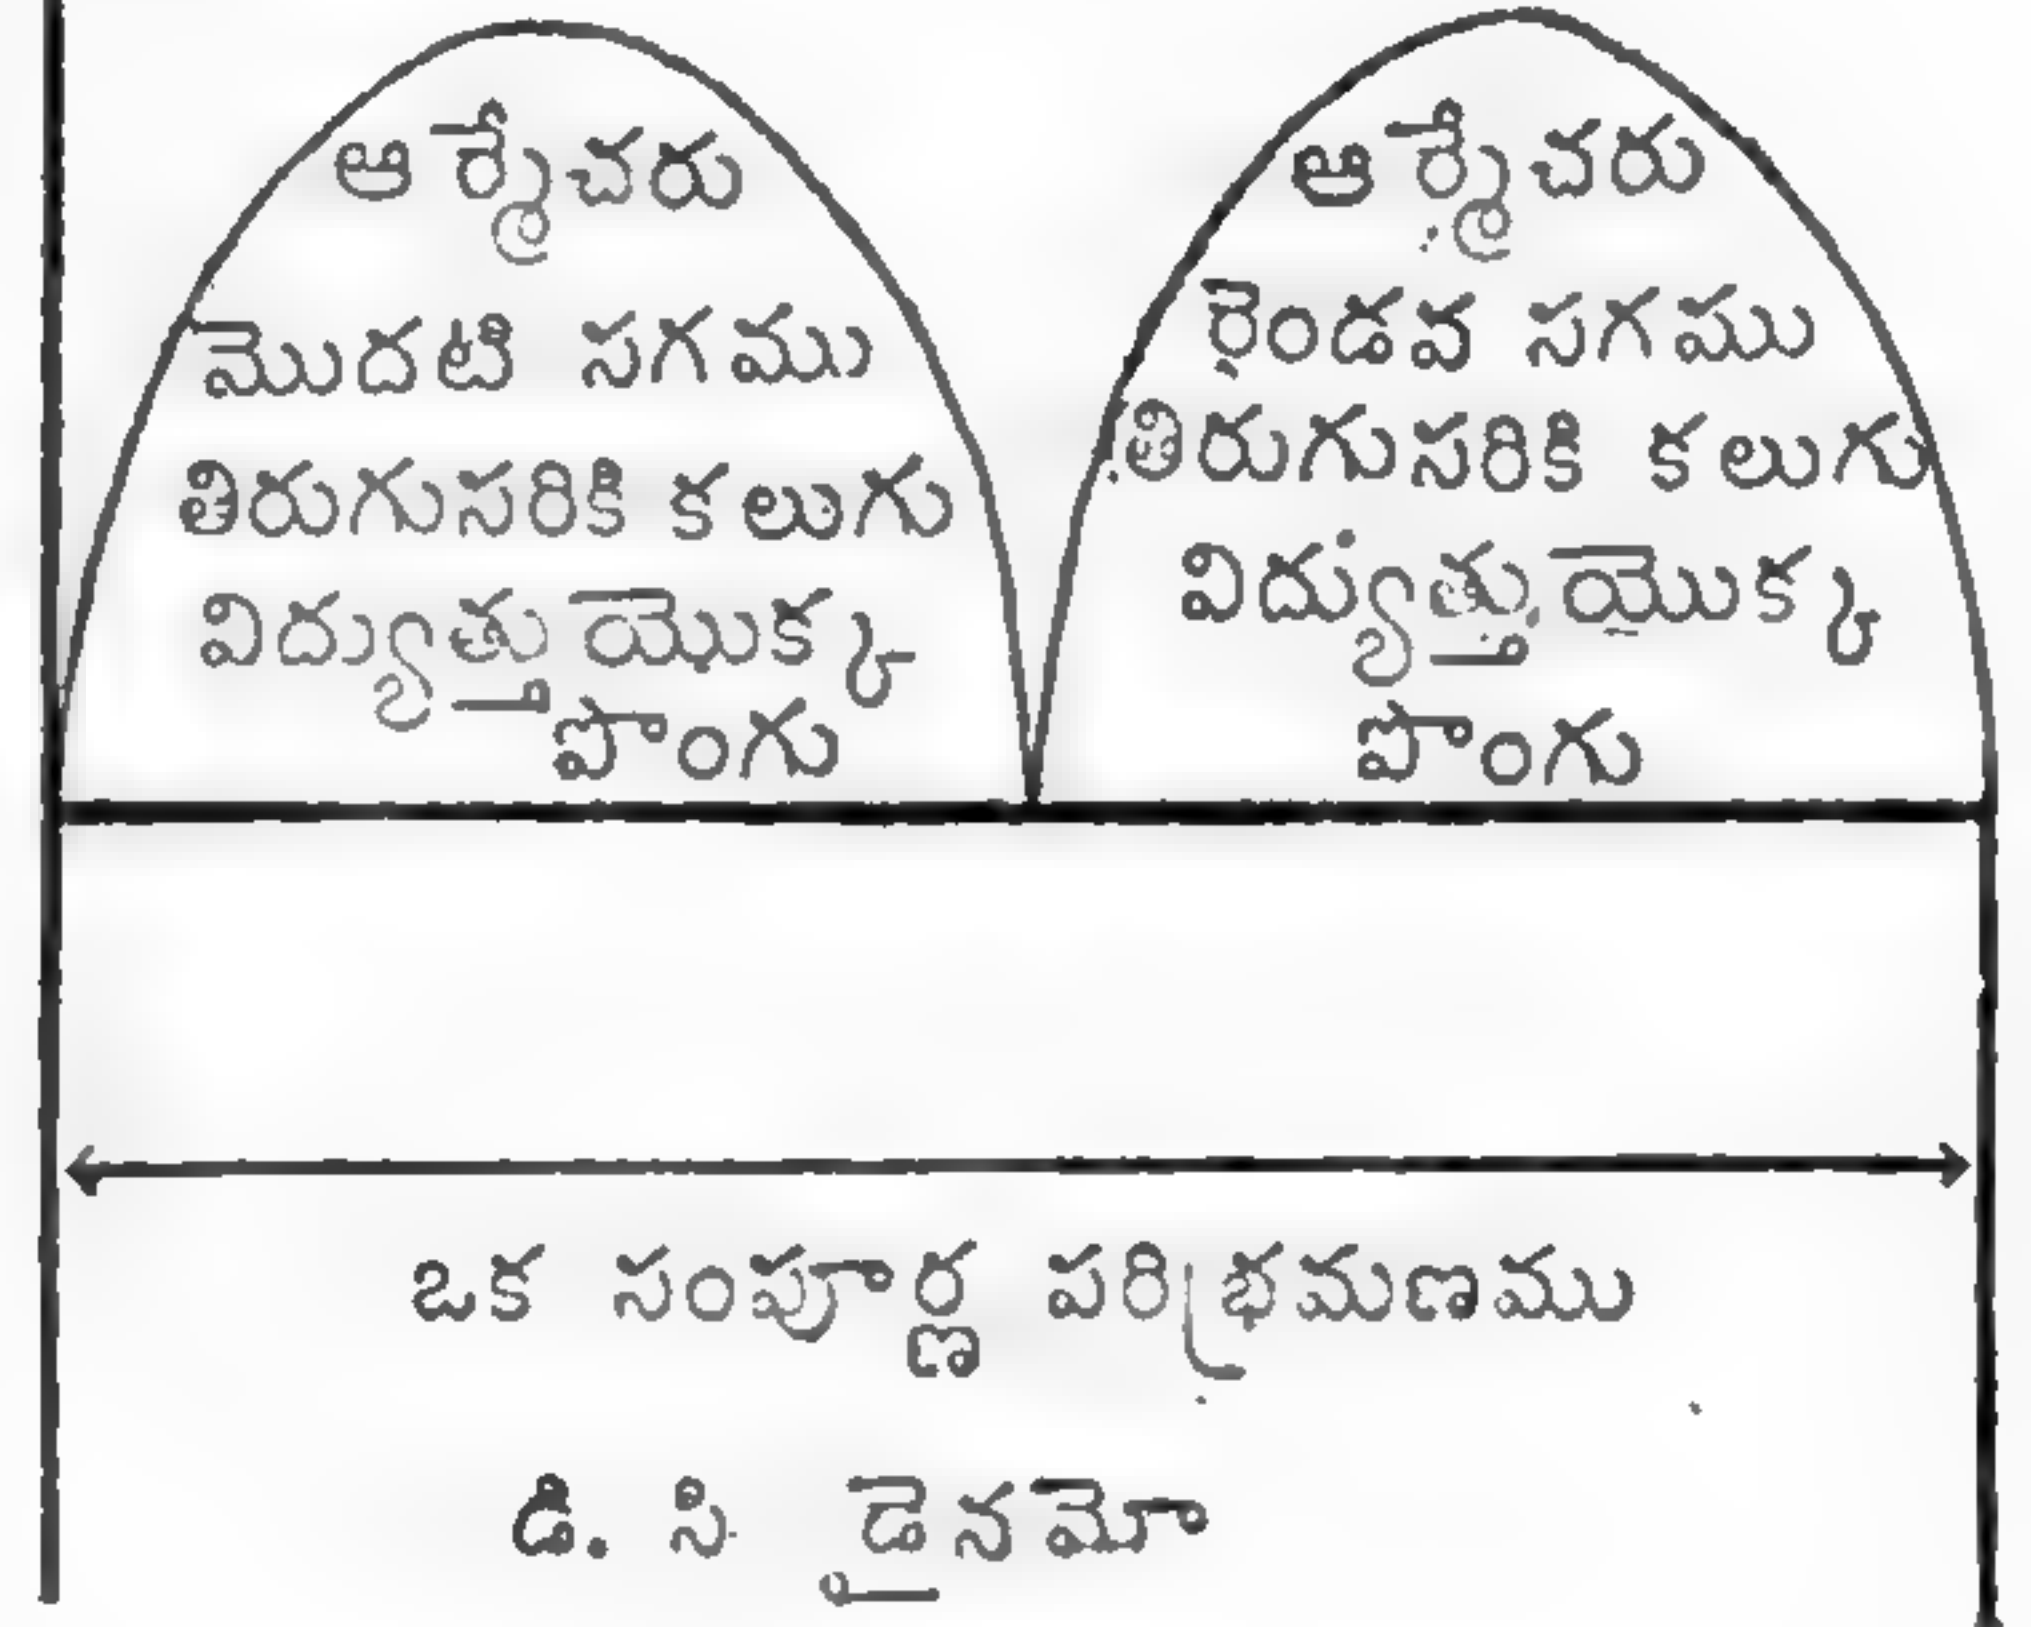 ఆర్మేచరు
మొదటి సగము
తిరుగుసరికి కలుగు
విద్యుత్తుయొక్క
పొంగు
ఆర్మేచరు
రెండవ సగము
తిరుగుసరికి కలుగు
విద్యుత్తుయొక్క
పొంగు
ఒక సంపూర్ణ పరిభ్రమణము
డి. సి డైనమో